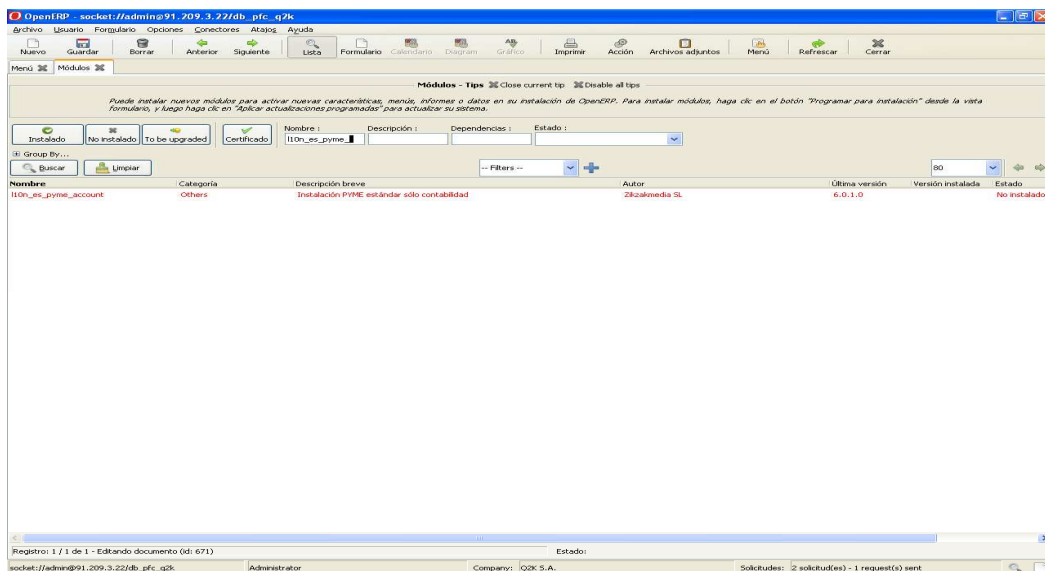 OpenERP - socket://admin@91.209.3.22/db_pfc_q2k
Archivo Usuario Formulario Opciones Conectores Atajos Ayuda
Nuevo Guardar Borrar Anterior Siguiente Lista Formulario Calendario Diagram Gráfico Imprimir Acción Archivos adjuntos Menú Refrescar Cerrar
Menú Módulos
Módulos - Tips Close current tip Disable all tips
Puede instalar nuevos módulos para activar nuevas características, menús, informes o datos en su instalación de OpenERP. Para instalar módulos, haga clic en el botón "Programar para instalación" desde la vista
formulario, y luego haga clic en "Aplicar actualizaciones programadas" para actualizar su sistema.
Nombre : Descripción : Dependencias : Estado :
Instalado No instalado To be upgraded Certificado l10n_es_pyme_
Group By...
Buscar Limpiar -- Filters -- 80
Nombre Categoría Descripción breve Autor Última versión Versión instalada Estado
l10n_es_pyme_account Others Instalación PYME estándar sólo contabilidad Zikzakmedia SL 6.0.1.0 No instalado
Registro: 1 / 1 de 1 - Editando documento (id: 671) Estado:
socket://admin@91.209.3.22/db_pfc_q2k Administrator Company: Q2K S.A. Solicitudes: 2 solicitud(es) - 1 request(s) sent